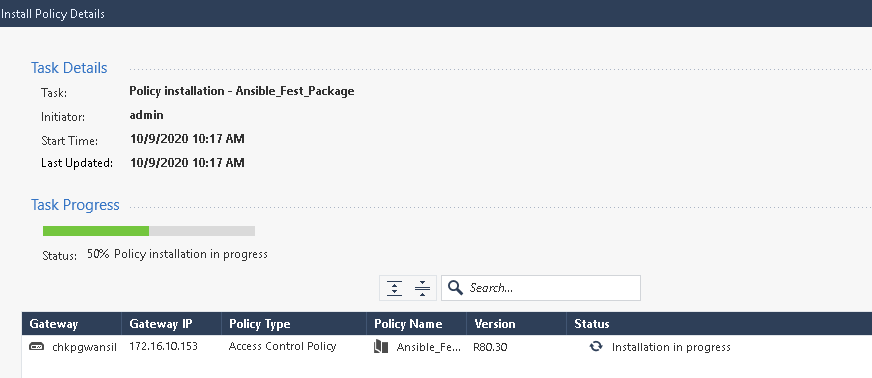 Install Policy Details
Task Details
Task: Policy installation - Ansible_Fest_Package
Initiator: admin
Start Time: 10/9/2020 10:17 AM
Last Updated: 10/9/2020 10:17 AM
Task Progress
Status: 50% Policy installation in progress
Search...
Gateway Gateway IP Policy Type Policy Name Version Status
chkpgwansil 172.16.10.153 Access Control Policy Ansible_Fe... R80.30 Installation in progress